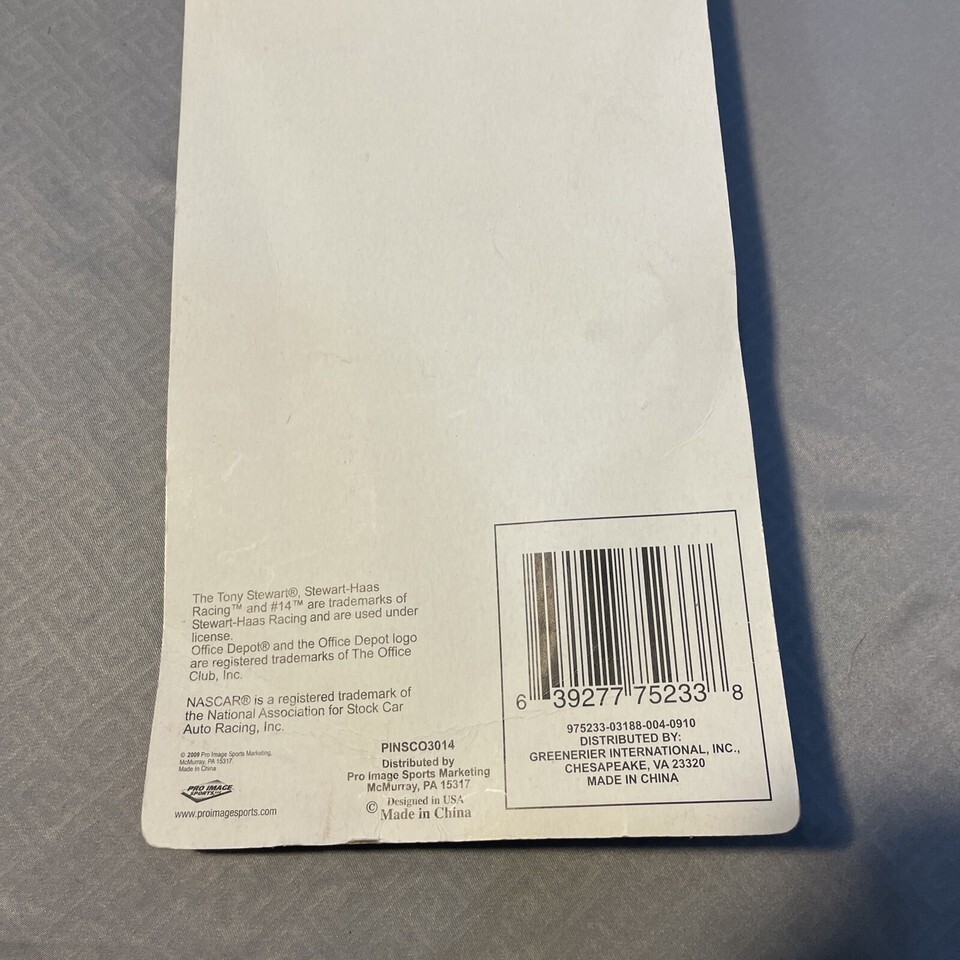 The Tony Stewart®, Stewart-Haas
Racing™ and #14™ are trademarks of
Stewart-Haas Racing and are used under
license.
Office Depot® and the Office Depot logo
are registered trademarks of The Office
Club, Inc.
NASCAR® is a registered trademark of
the National Association for Stock Car
Auto Racing, Inc.
© 2009 Pro Image Sports Marketing,
McMurray, PA 15317
Made in China
PRO IMAGE
SPORTS
www.proimagesports.com
PINSCO3014
Distributed by
Pro Image Sports Marketing
McMurray, PA 15317
Designed in USA
© Made in China
6 39277 75233 8
975233-03188-004-0910
DISTRIBUTED BY:
GREENERIER INTERNATIONAL, INC.,
CHESAPEAKE, VA 23320
MADE IN CHINA